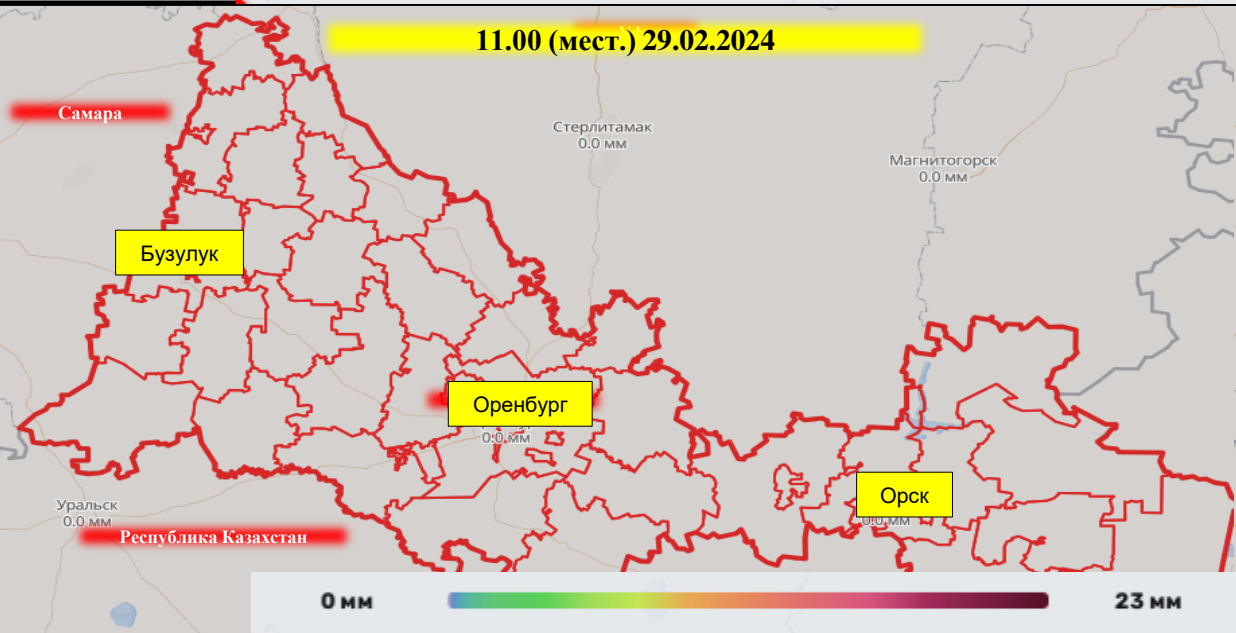 11.00 (мест.) 29.02.2024
Самара
Стерлитамак
0.0 мм
Магнитогорск
0.0 мм
Бузулук
Оренбург
0.0 мм
Орск
0.0 мм
Уральск
0.0 мм
Республика Казахстан
0 мм
23 мм